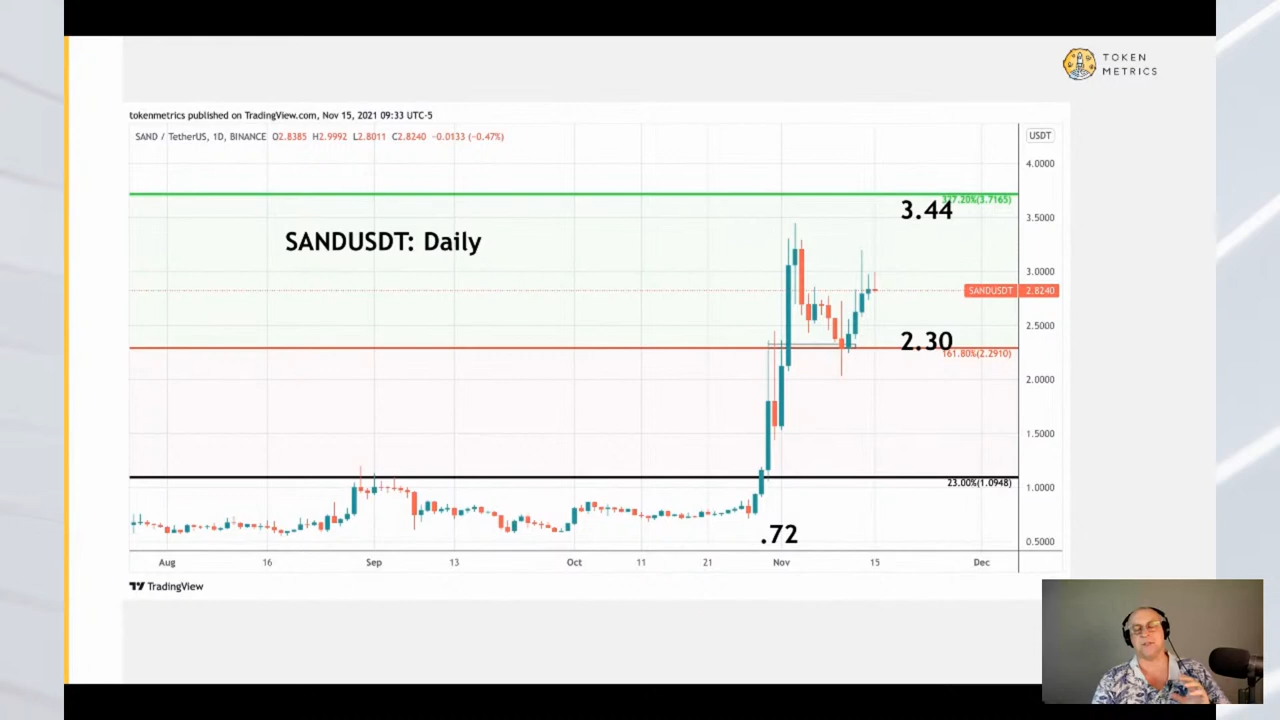 TOKEN
METRICS
tokenmetrics published on TradingView.com, Nov 15, 2021 09:33 UTC-5
SAND / TetherUS, 1D, BINANCE O2.8385 H2.9992 L2.8011 C2.8240 -0.0133 (-0.47%)
USDT
4.0000
327.20%(3.7165)
3.44
3.5000
SANDUSDT: Daily
3.0000
SANDUSDT 2.8240
2.5000
2.30
161.80%(2.2910)
2.0000
1.5000
23.00%(1.0948)
1.0000
.72
0.5000
Aug 16 Sep 13 Oct 11 21 Nov 15 Dec
TradingView